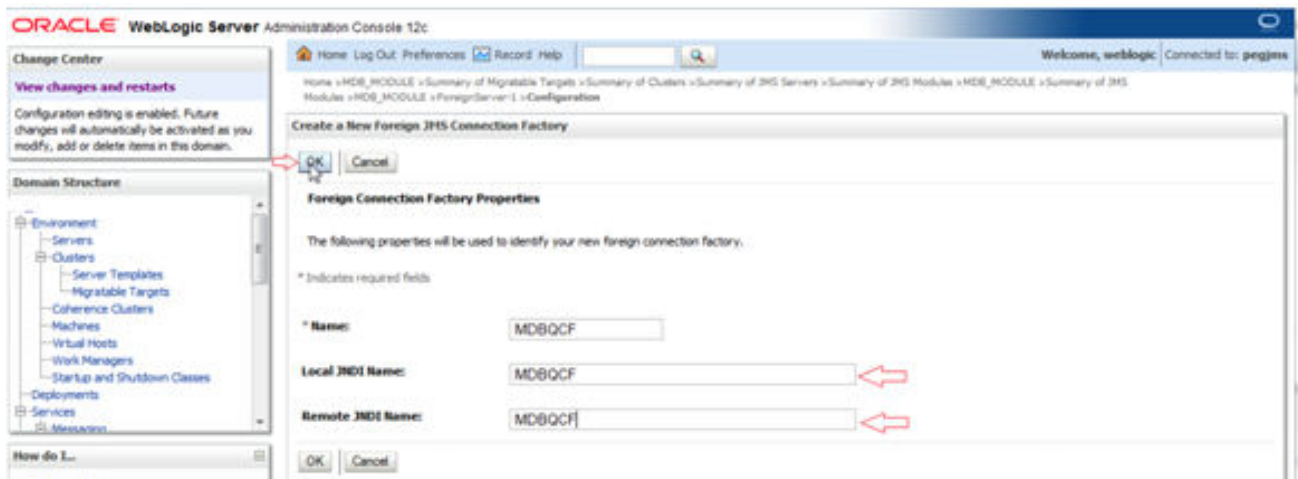 ORACLE WebLogic Server Administration Console 12c
Change Center
View changes and restarts
Configuration editing is enabled. Future
changes will automatically be activated as you
modify, add or delete items in this domain.
Domain Structure
Environment
Servers
Clusters
Server Templates
Migratable Targets
Coherence Clusters
Machines
Virtual Hosts
Work Managers
Startup and Shutdown Classes
Deployments
Services
Messaging
How do I...
Home Log Out Preferences Record Help
Welcome, weblogic Connected to: pegjms
Home >MDB_MODULE >Summary of Migratable Targets >Summary of Clusters >Summary of JMS Servers >Summary of JMS Modules >MDB_MODULE >Summary of JMS
Modules >MDB_MODULE >ForeignServer-1 >Configuration
Create a New Foreign JMS Connection Factory
OK Cancel
Foreign Connection Factory Properties
The following properties will be used to identify your new foreign connection factory.
* Indicates required fields
* Name: MDBQCF
Local JNDI Name: MDBQCF
Remote JNDI Name: MDBQCF
OK Cancel